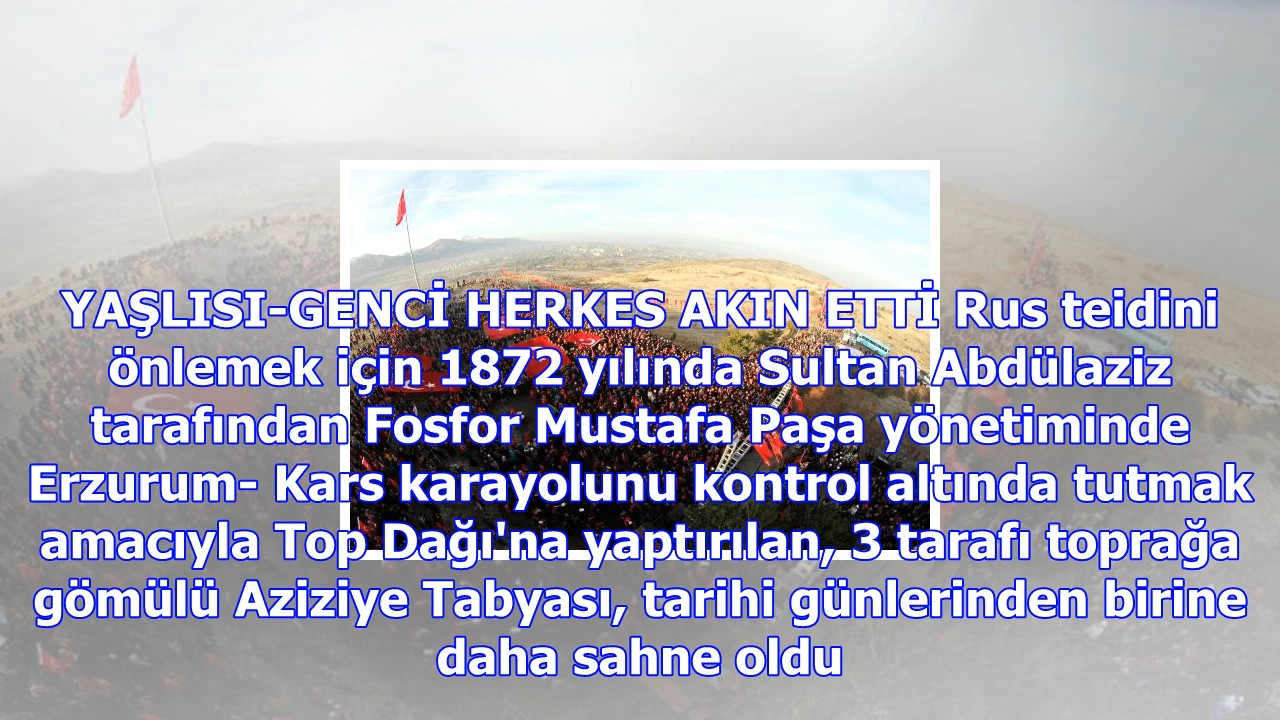 YAŞLISI-GENCİ HERKES AKIN ETTİ Rus teidini
önlemek için 1872 yılında Sultan Abdülaziz
tarafından Fosfor Mustafa Paşa yönetiminde
Erzurum- Kars karayolunu kontrol altında tutmak
amacıyla Top Dağı'na yaptırılan, 3 tarafı toprağa
gömülü Aziziye Tabyası, tarihi günlerinden birine
daha sahne oldu